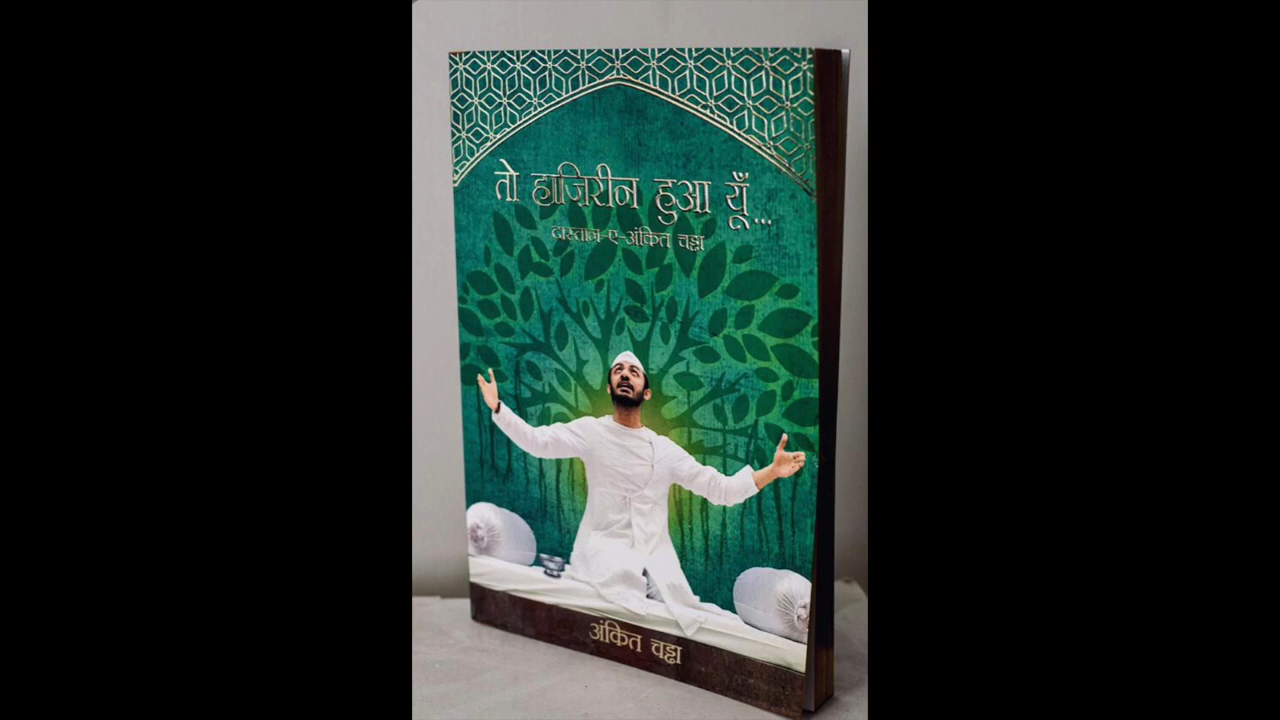 तो हाज़िरीन हुआ यूँ...
दास्तान-ए-अंकित चड्ढा
अंकित चड्ढा